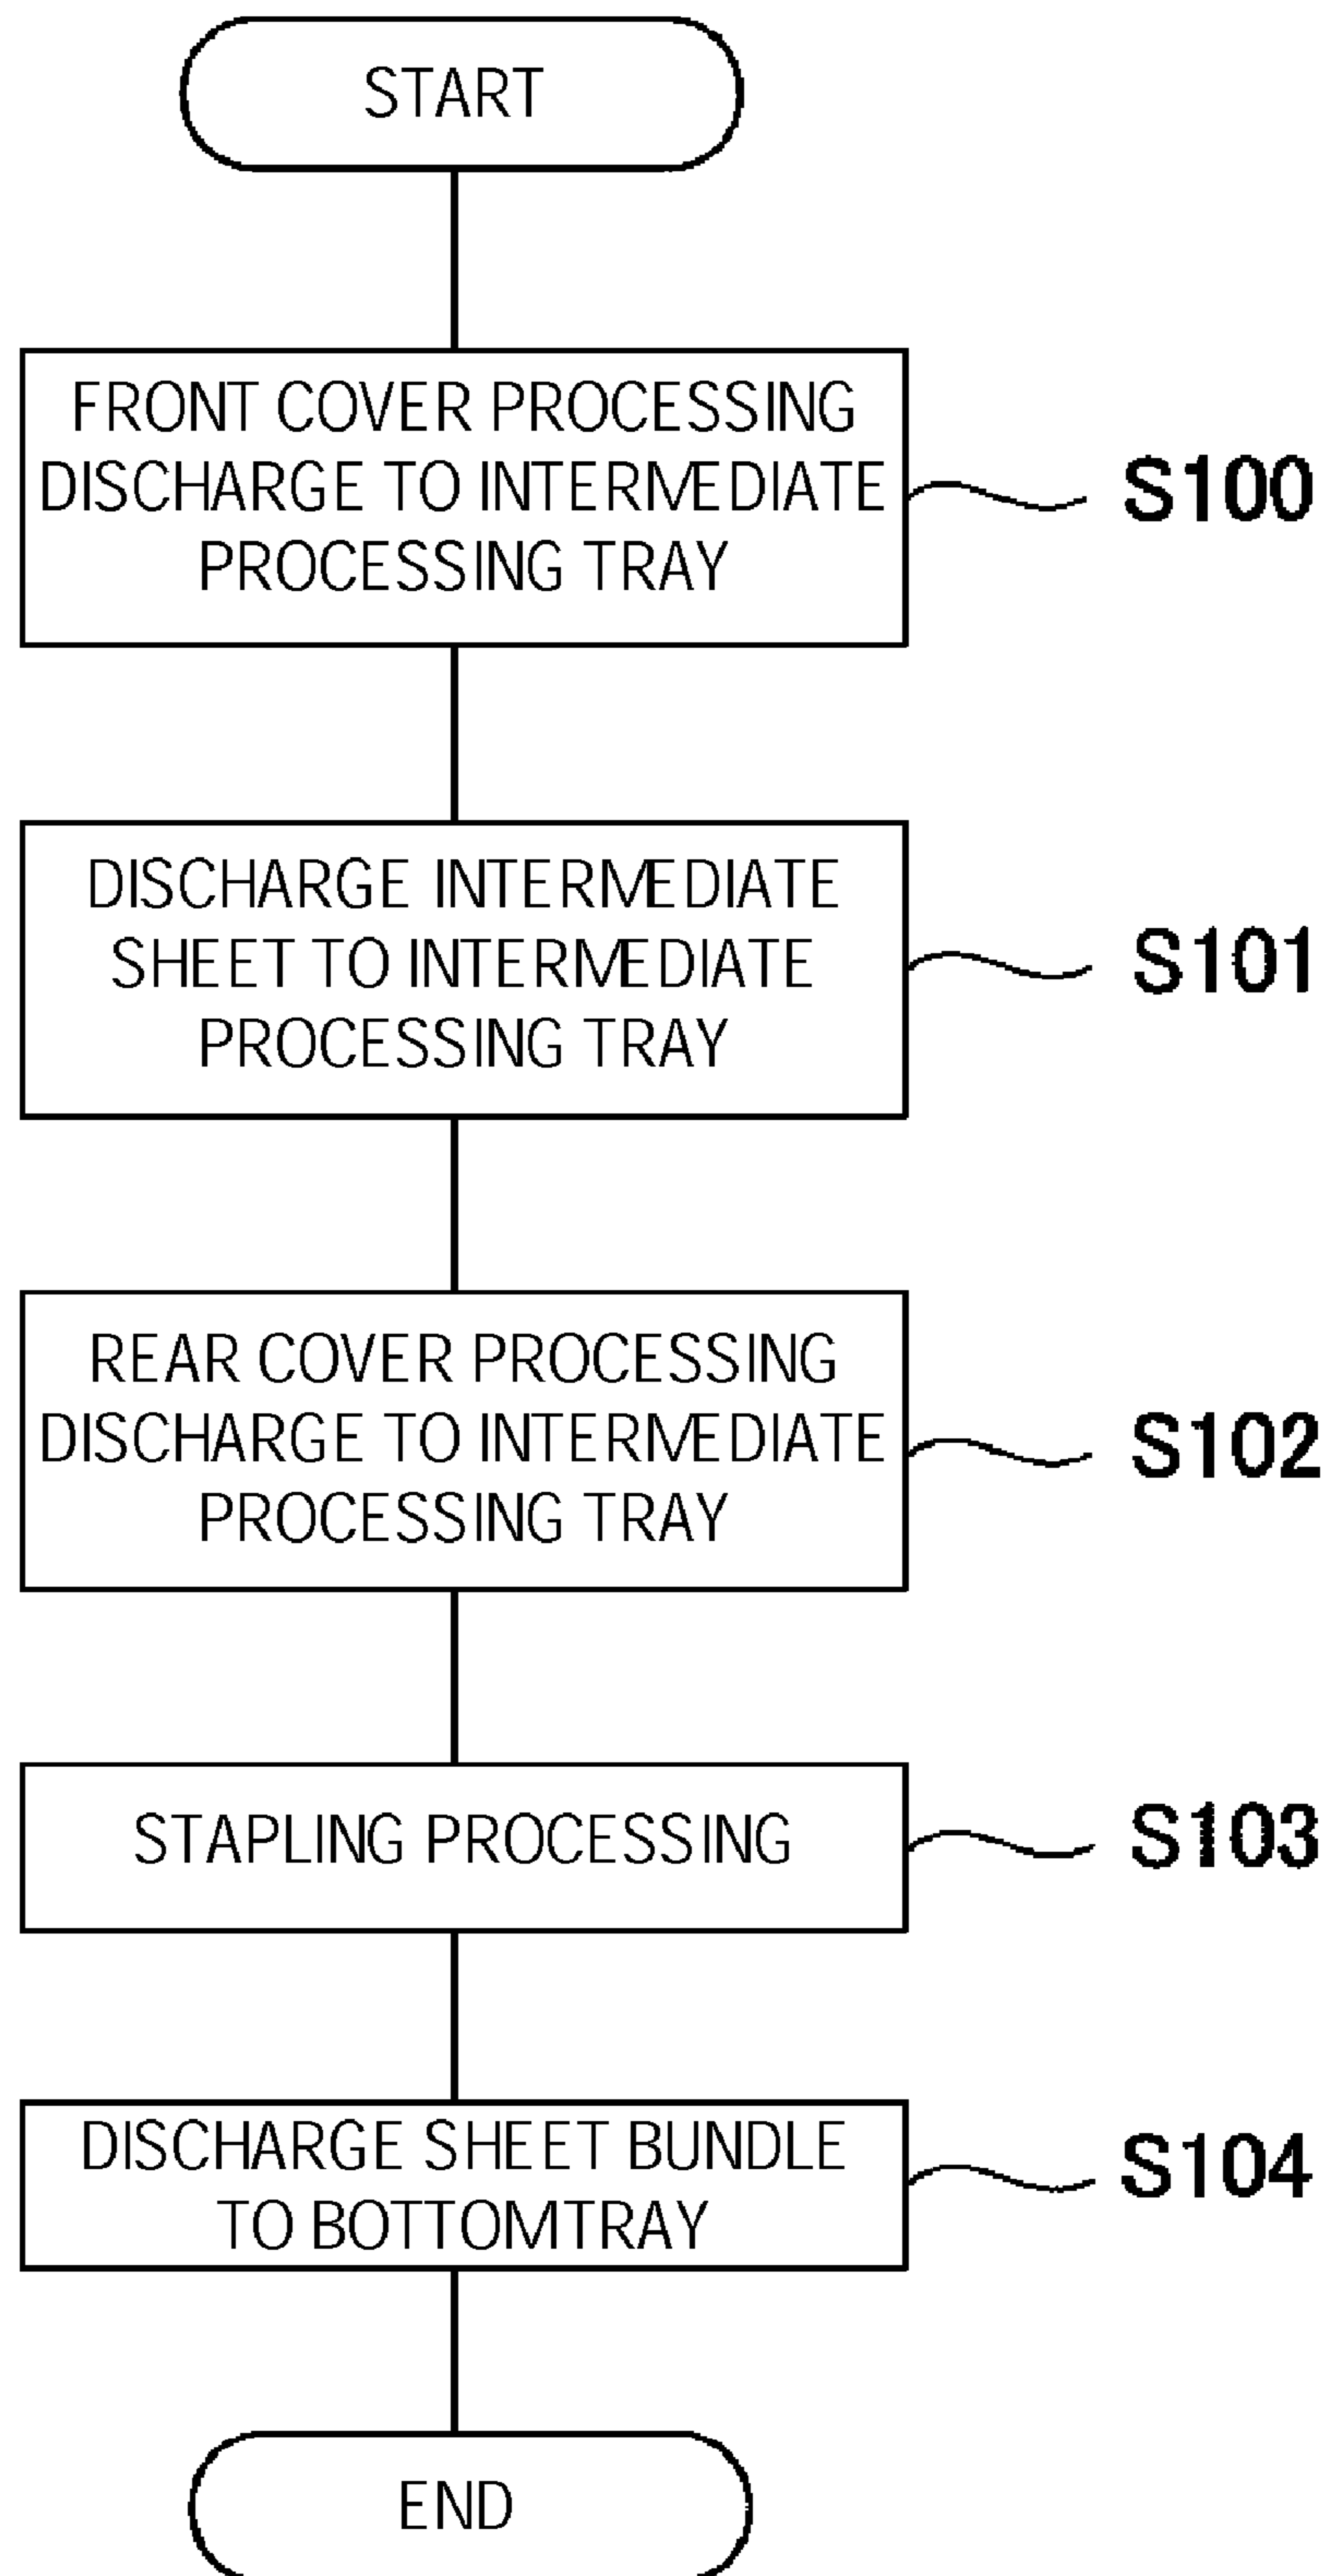 START
FRONT COVER PROCESSING
DISCHARGE TO INTERMEDIATE
PROCESSING TRAY
S100
DISCHARGE INTERMEDIATE
SHEET TO INTERMEDIATE
PROCESSING TRAY
S101
REAR COVER PROCESSING
DISCHARGE TO INTERMEDIATE
PROCESSING TRAY
S102
STAPLING PROCESSING
S103
DISCHARGE SHEET BUNDLE
TO BOTTOMTRAY
S104
END